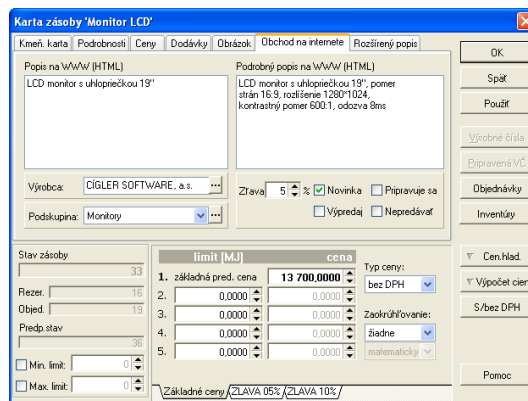 Karta zásoby 'Monitor LCD'
Kmeň. karta Podrobnosti Ceny Dodávky Obrázok Obchod na internete Rozšírený popis
Popis na WWW (HTML)
LCD monitor s uhlopriečkou 19"
Podrobný popis na WWW (HTML)
LCD monitor s uhlopriečkou 19", pomer
strán 16:9, rozlíšenie 1280*1024,
kontrastný pomer 600:1, odozva 8ms
Výrobca: CÍGLER SOFTWARE, a.s. ...
Podskupina: Monitory ...
Zľava 5 % Novinka Pripravuje sa
Výpredaj Nepredávať
OK
Späť
Použiť
Výrobné čísla
Pripravená VČ
Objednávky
Inventúry
Cen.hlad.
Výpočet cien
S/bez DPH
Pomoc
Stav zásoby
33
Rezer. 16
Objed. 19
Predp.stav
36
Min. limit: 0
Max. limit: 0
limit [MJ] cena
1. základná pred. cena 13 700,0000
2. 0,0000 0,0000
3. 0,0000 0,0000
4. 0,0000 0,0000
5. 0,0000 0,0000
Typ ceny:
bez DPH
Zaokrúhľovanie:
žiadne
matematicky
Základné ceny ZLAVA 05% ZLAVA 10%